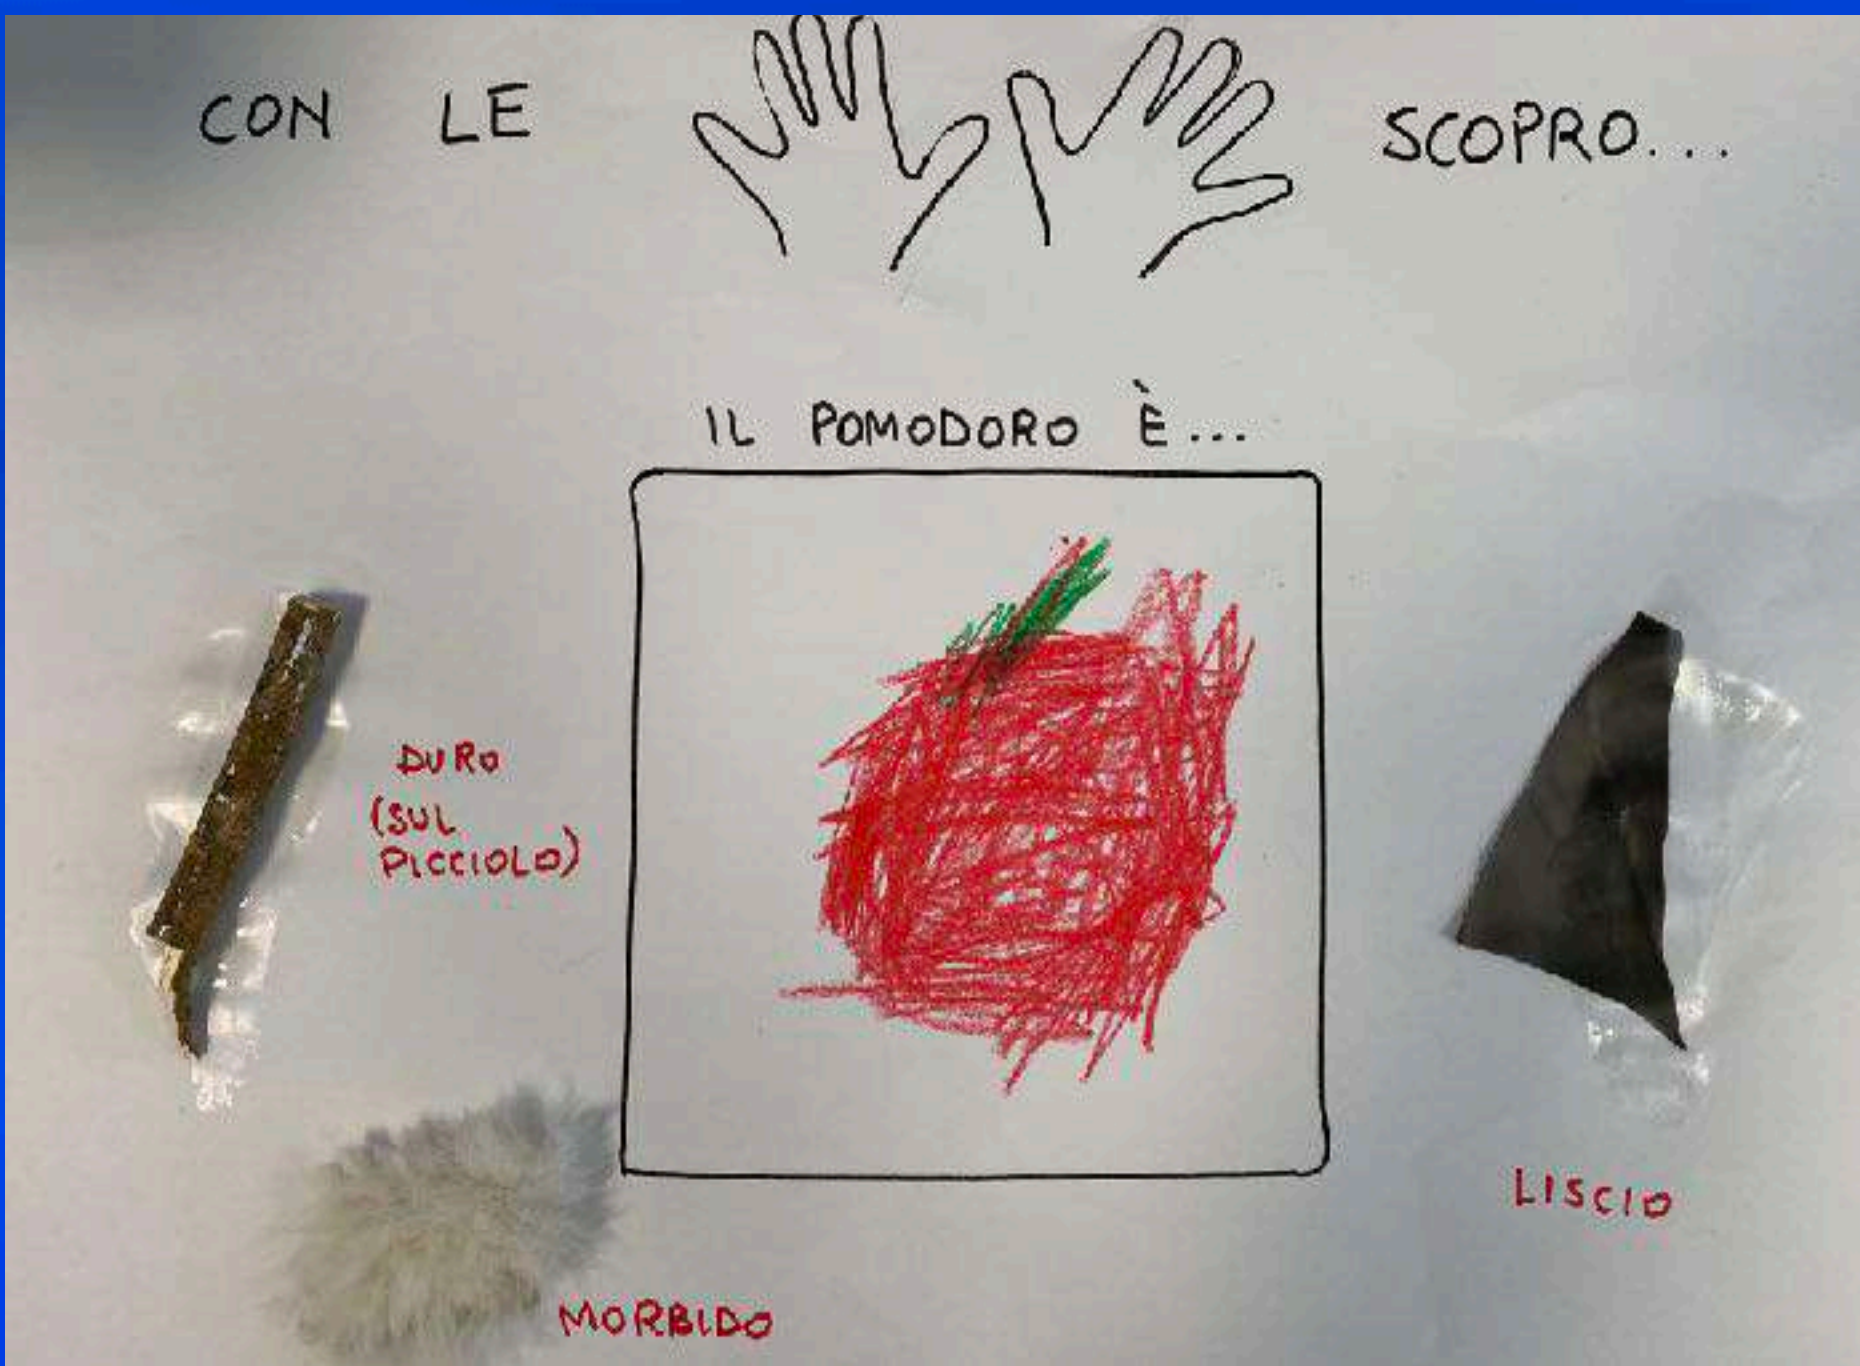 CON LE SCOPRO...
IL POMODORO È...
DURO
(SUL
PICCIOLO)
LISCIO
MORBIDO